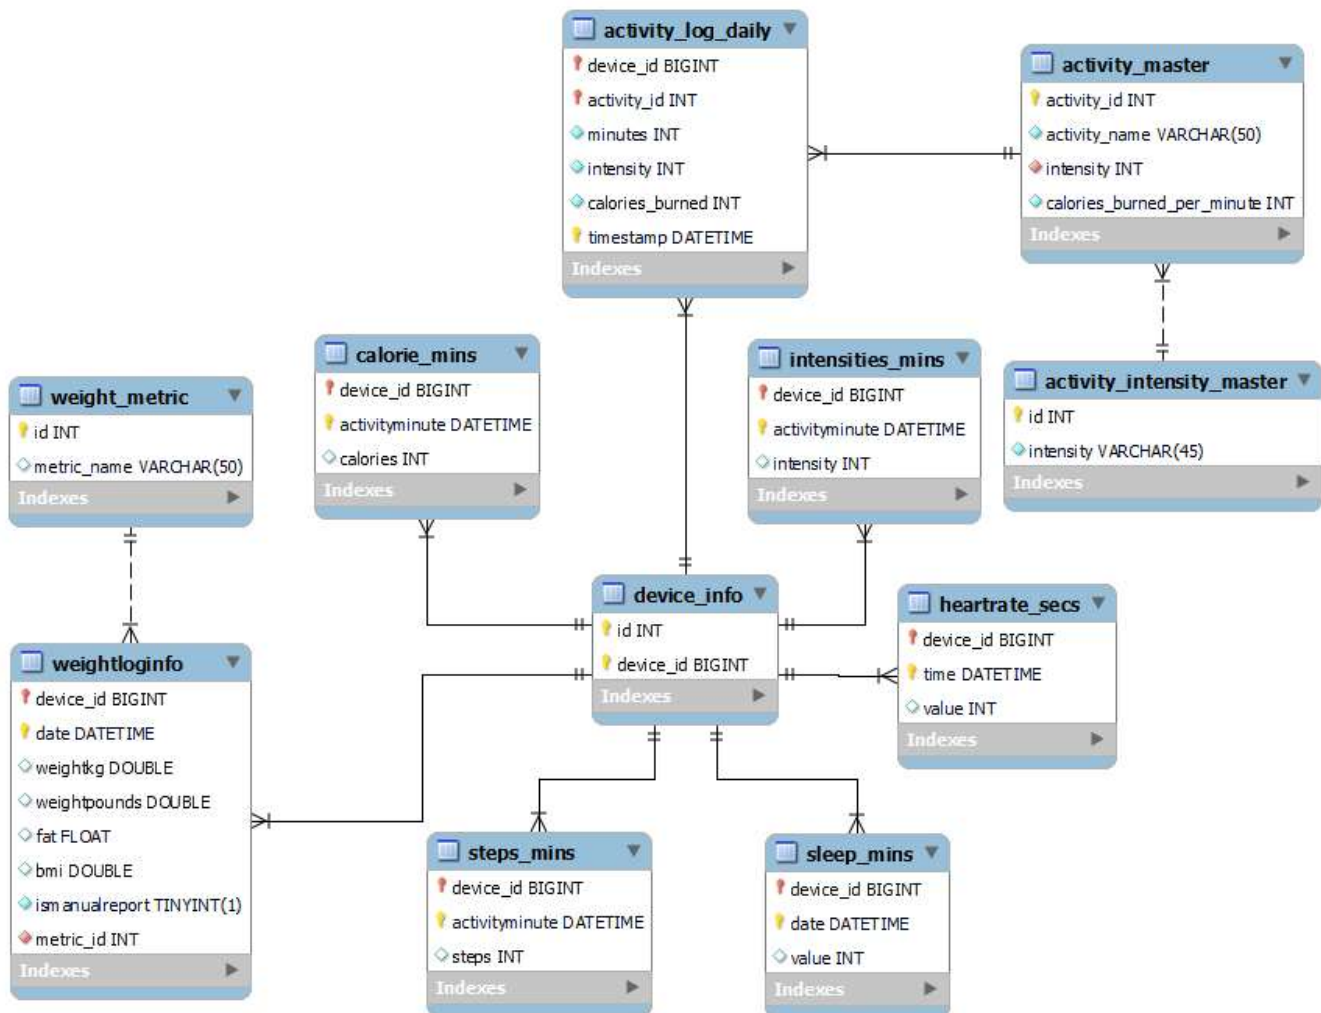 activity_log_daily
device_id BIGINT
activity_id INT
minutes INT
intensity INT
calories_burned INT
timestamp DATETIME
Indexes
activity_master
activity_id INT
activity_name VARCHAR(50)
intensity INT
calories_burned_per_minute INT
Indexes
calorie_mins
device_id BIGINT
activityminute DATETIME
calories INT
Indexes
intensities_mins
device_id BIGINT
activityminute DATETIME
intensity INT
Indexes
activity_intensity_master
id INT
intensity VARCHAR(45)
Indexes
weight_metric
id INT
metric_name VARCHAR(50)
Indexes
device_info
id INT
device_id BIGINT
Indexes
heartrate_secs
device_id BIGINT
time DATETIME
value INT
Indexes
weightloginfo
device_id BIGINT
date DATETIME
weightkg DOUBLE
weightpounds DOUBLE
fat FLOAT
bmi DOUBLE
ismanualreport TINYINT(1)
metric_id INT
Indexes
steps_mins
device_id BIGINT
activityminute DATETIME
steps INT
Indexes
sleep_mins
device_id BIGINT
date DATETIME
value INT
Indexes